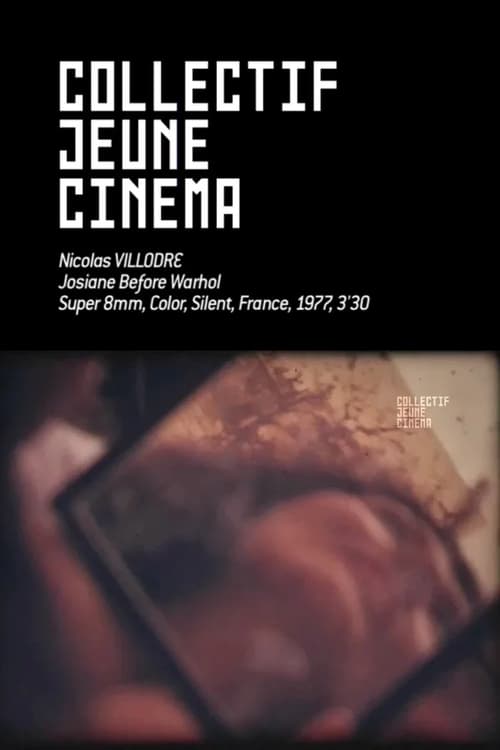 COLLECTIF
JEUNE
CINEMA
Nicolas VILLODRE
Josiane Before Warhol
Super 8mm, Color, Silent, France, 1977, 3'30
COLLECTIF
JEUNE
CINEMA